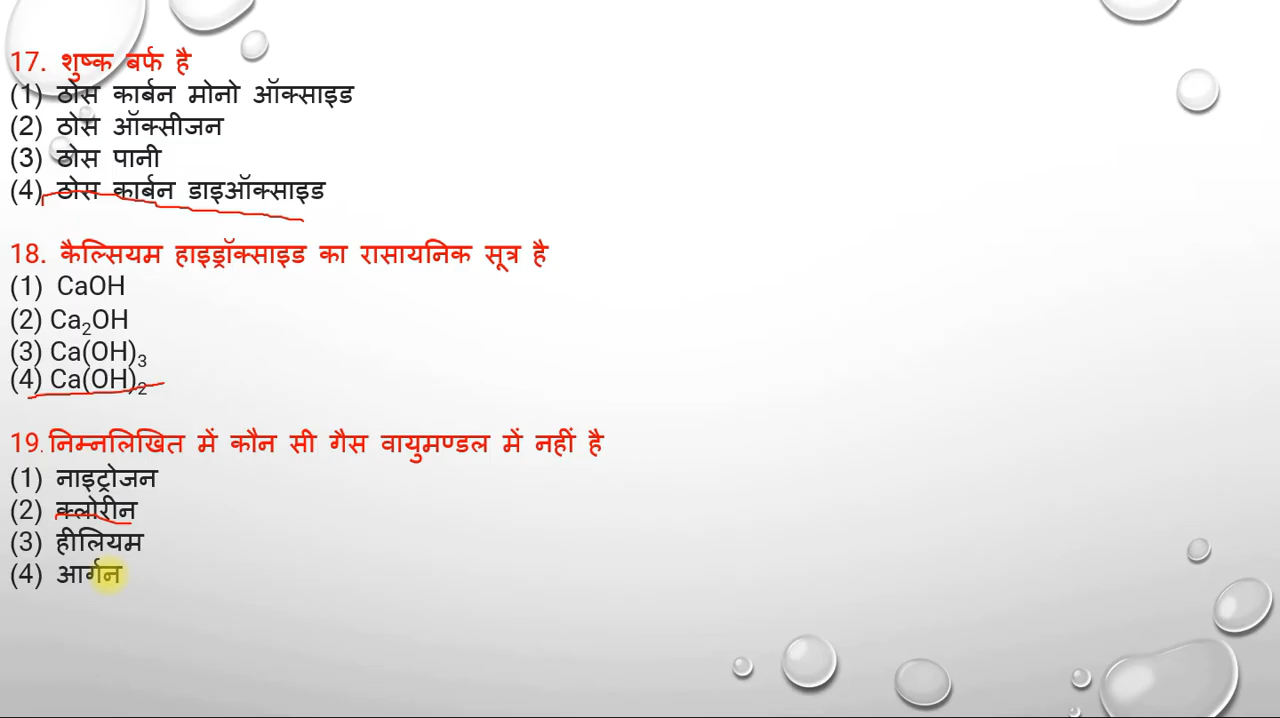 17. शुष्क बर्फ है
(1) ठोस कार्बन मोनो ऑक्साइड
(2) ठोस ऑक्सीजन
(3) ठोस पानी
(4) ठोस कार्बन डाइऑक्साइड
18. कैल्सियम हाइड्रॉक्साइड का रासायनिक सूत्र है
(1) CaOH
(2) Ca₂OH
(3) Ca(OH)₃
(4) Ca(OH)₂
19. निम्नलिखित में कौन सी गैस वायुमण्डल में नहीं है
(1) नाइट्रोजन
(2) क्लोरीन
(3) हीलियम
(4) आर्गन